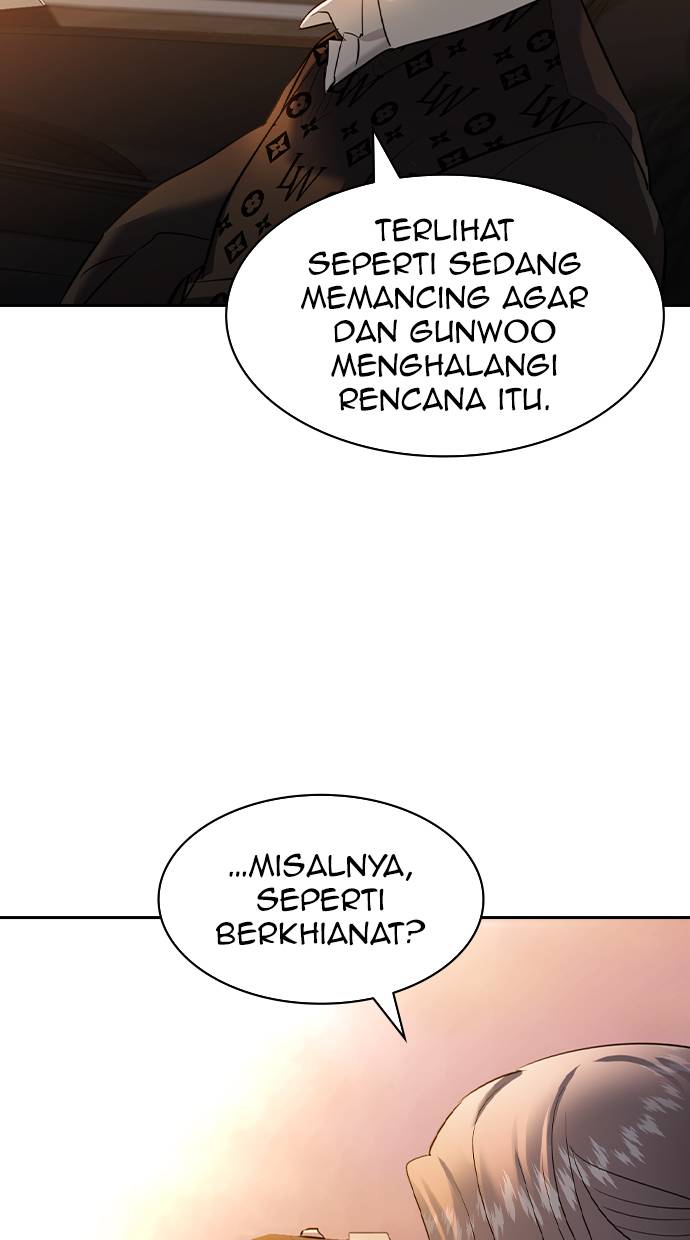 TERLIHAT
SEPERTI SEDANG
MEMANCING AGAR
DAN GUNWOO
MENGHALANGI
RENCANA ITU.
...MISALNYA,
SEPERTI
BERKHIANAT?